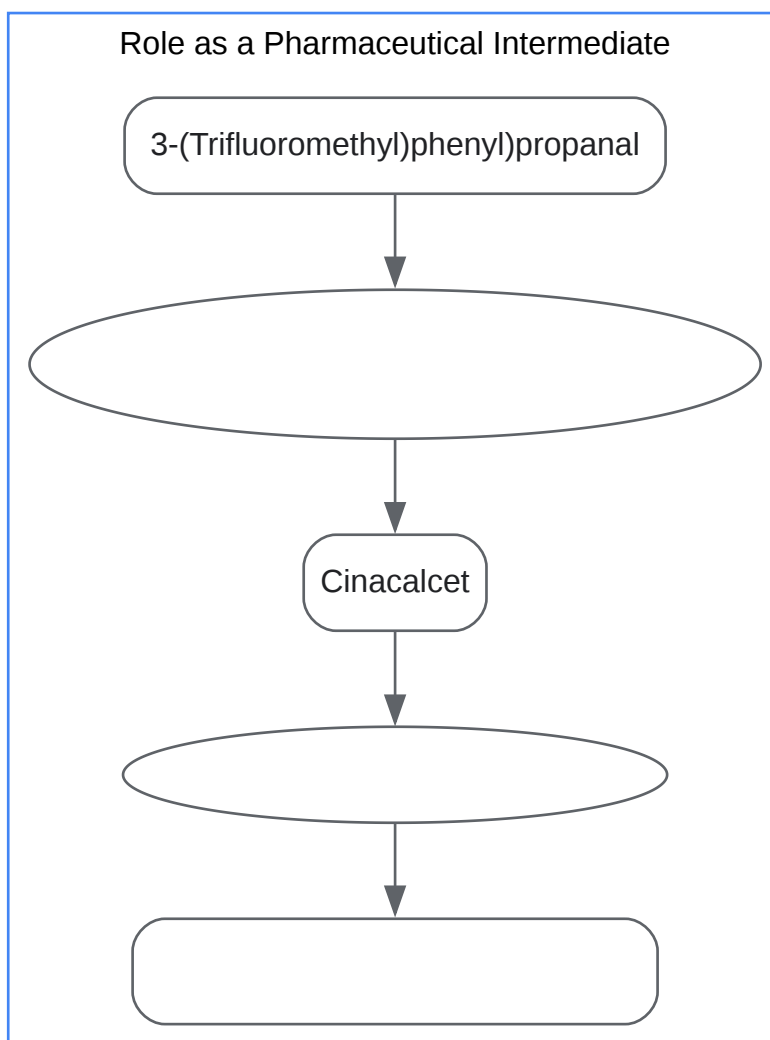 Role as a Pharmaceutical Intermediate
3-(Trifluoromethyl)phenyl)propanal
Cinacalcet